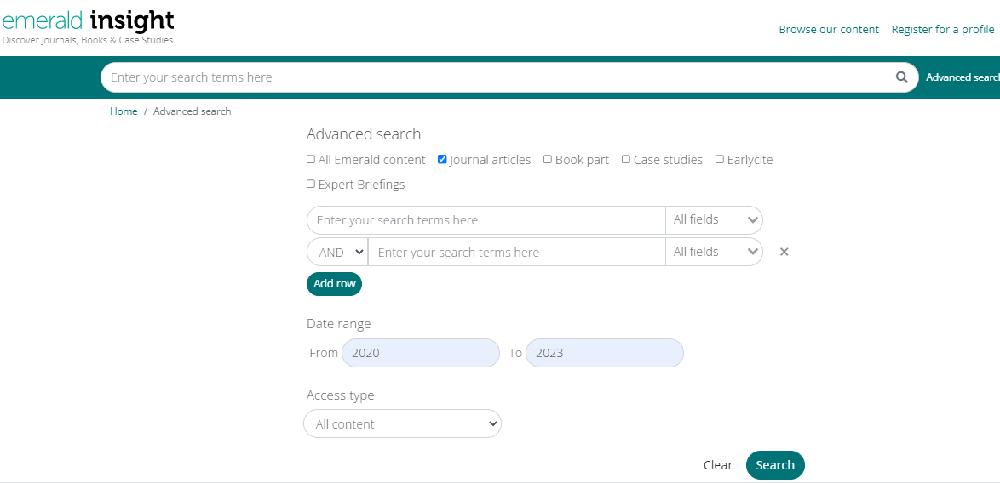 emerald insight
Discover Journals, Books & Case Studies
Browse our content Register for a profile
Enter your search terms here
Advanced search
Home / Advanced search
Advanced search
All Emerald content Journal articles Book part Case studies Earlycite
Expert Briefings
Enter your search terms here All fields
AND Enter your search terms here All fields
Add row
Date range
From 2020 To 2023
Access type
All content
Clear Search